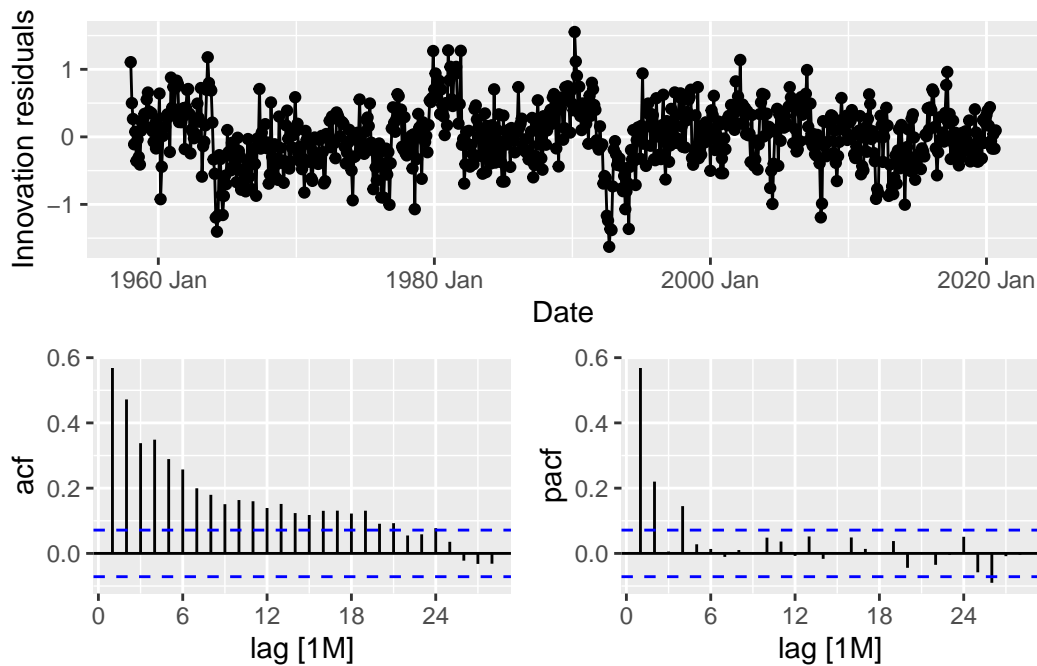 Innovation residuals
1
0
−1
1960 Jan 1980 Jan 2000 Jan 2020 Jan
Date
acf
0.6
0.4
0.2
0.0
0 6 12 18 24
lag [1M]
pacf
0.6
0.4
0.2
0.0
0 6 12 18 24
lag [1M]